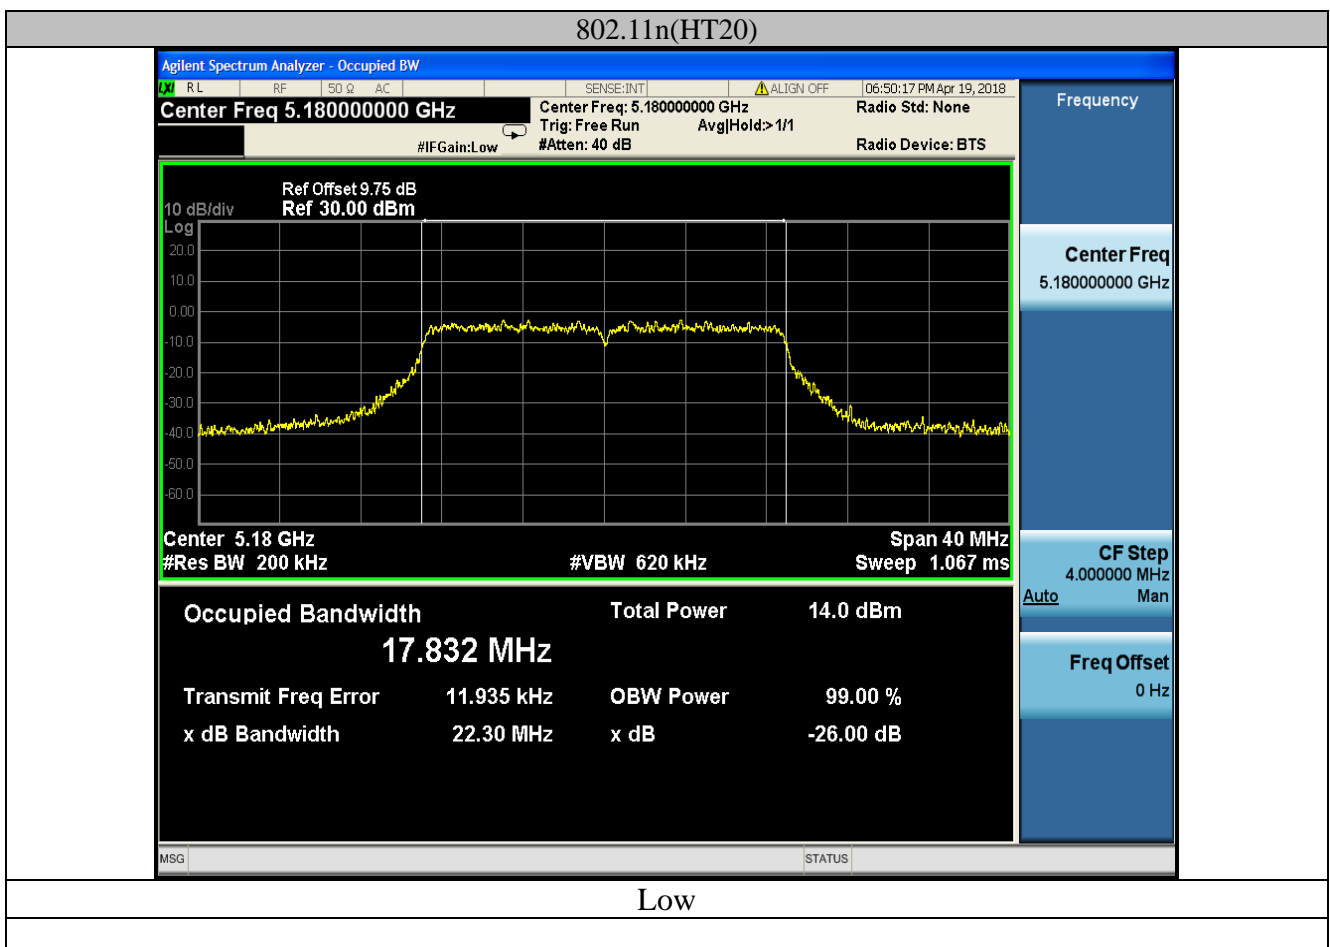 802.11n(HT20)
Agilent Spectrum Analyzer - Occupied BW
LXI RL RF 50 Ω AC SENSE:INT ALIGN OFF 06:50:17 PM Apr 19, 2018
Center Freq 5.180000000 GHz
Center Freq: 5.180000000 GHz
Radio Std: None
Trig: Free Run Avg|Hold:>1/1
#IFGain:Low
#Atten: 40 dB
Radio Device: BTS
Frequency
Ref Offset 9.75 dB
10 dB/div Ref 30.00 dBm
Log
20.0
10.0
0.00
-10.0
-20.0
-30.0
-40.0
-50.0
-60.0
Center Freq
5.180000000 GHz
Center 5.18 GHz Span 40 MHz
#Res BW 200 kHz #VBW 620 kHz Sweep 1.067 ms
CF Step
4.000000 MHz
Auto Man
Occupied Bandwidth Total Power 14.0 dBm
17.832 MHz
Transmit Freq Error 11.935 kHz OBW Power 99.00 %
x dB Bandwidth 22.30 MHz x dB -26.00 dB
Freq Offset
0 Hz
MSG STATUS
Low